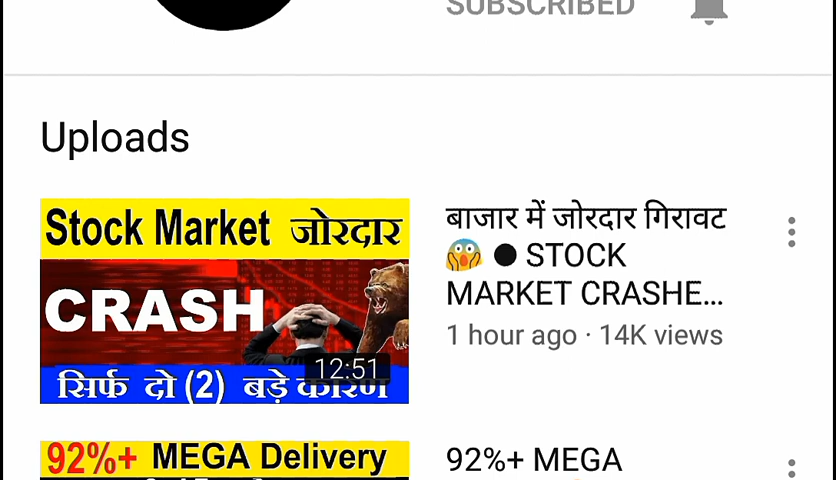 SUBSCRIBED
Uploads
Stock Market जोरदार
CRASH
12:51
सिर्फ दो (2) बड़े कारण
बाजार में जोरदार गिरावट
😱 ● STOCK
MARKET CRASHE...
1 hour ago · 14K views
92%+ MEGA Delivery
92%+ MEGA